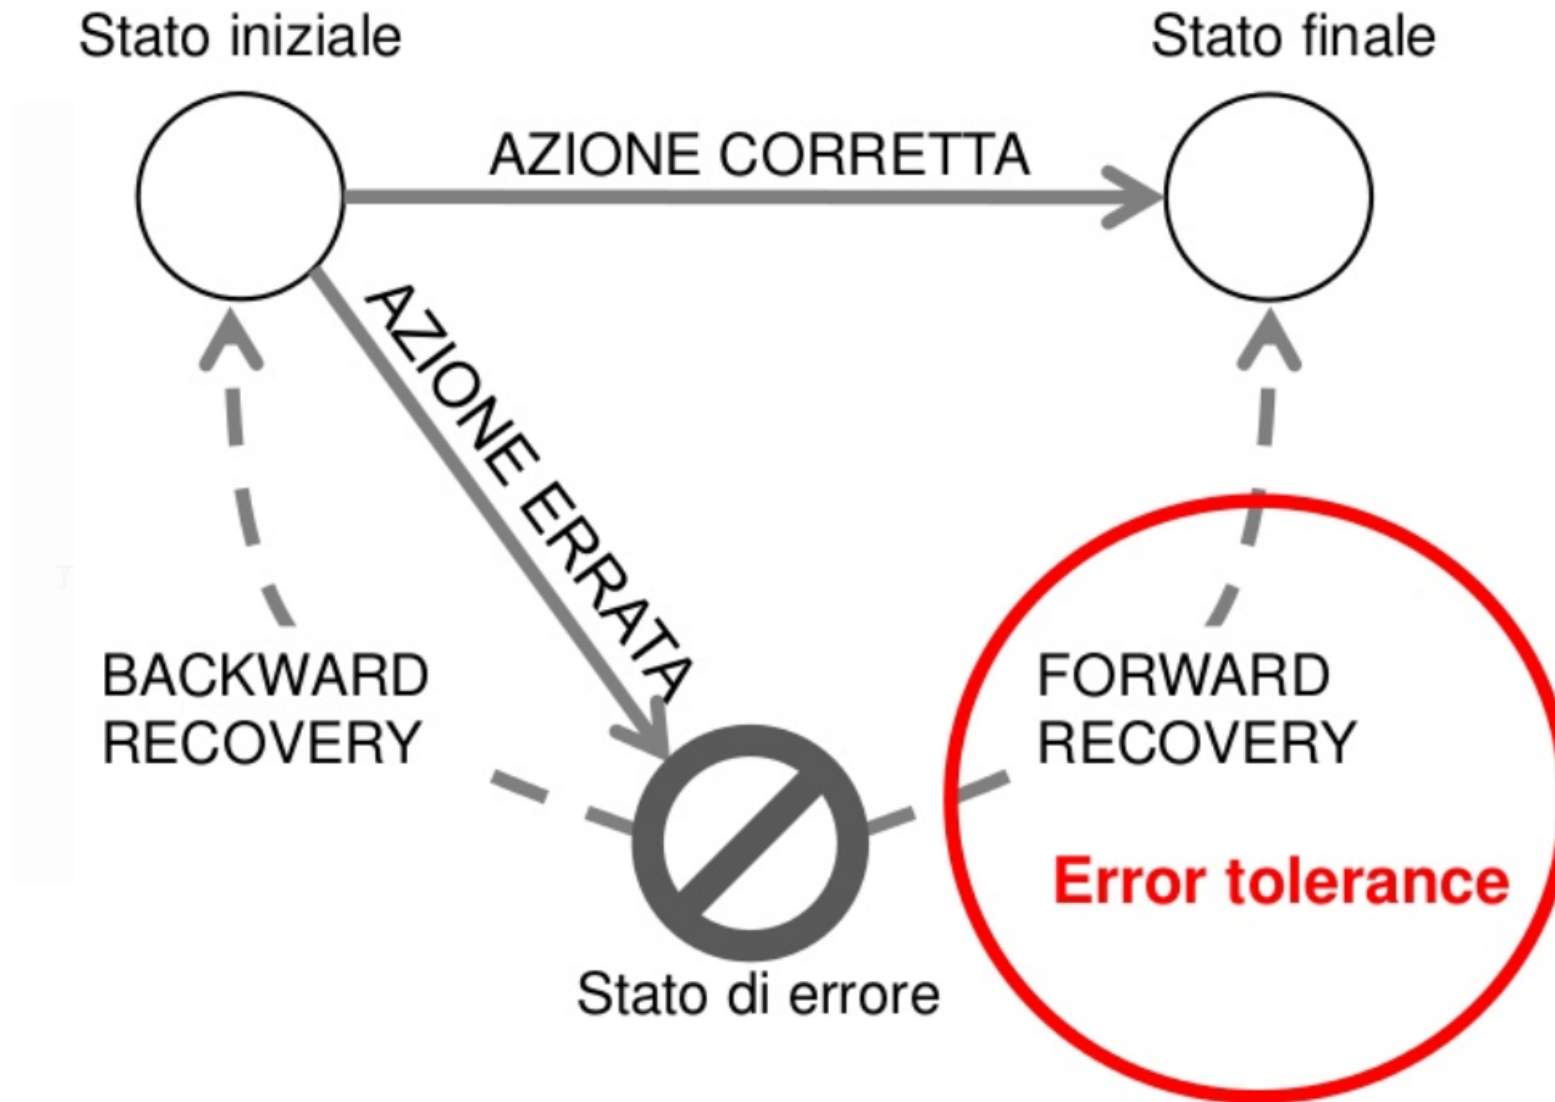 Stato iniziale
Stato finale
AZIONE CORRETTA
AZIONE ERRATA
BACKWARD
RECOVERY
FORWARD
RECOVERY
Error tolerance
Stato di errore